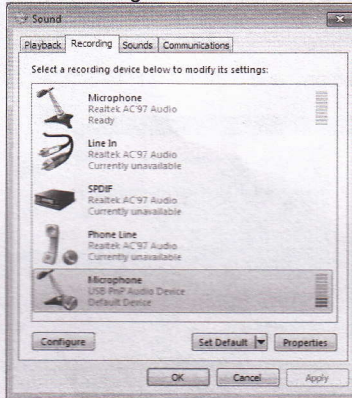 Sound
Playback
Recording
Sounds
Communications
Select a recording device below to modify its settings:
Microphone
Realtek AC'97 Audio
Ready
Line In
Realtek AC'97 Audio
Currently unavailable
SPDIF
Realtek AC'97 Audio
Currently unavailable
Phone Line
Realtek AC'97 Audio
Currently unavailable
Microphone
USB PnP Audio Device
Default Device
Configure
Set Default
Properties
OK
Cancel
Apply